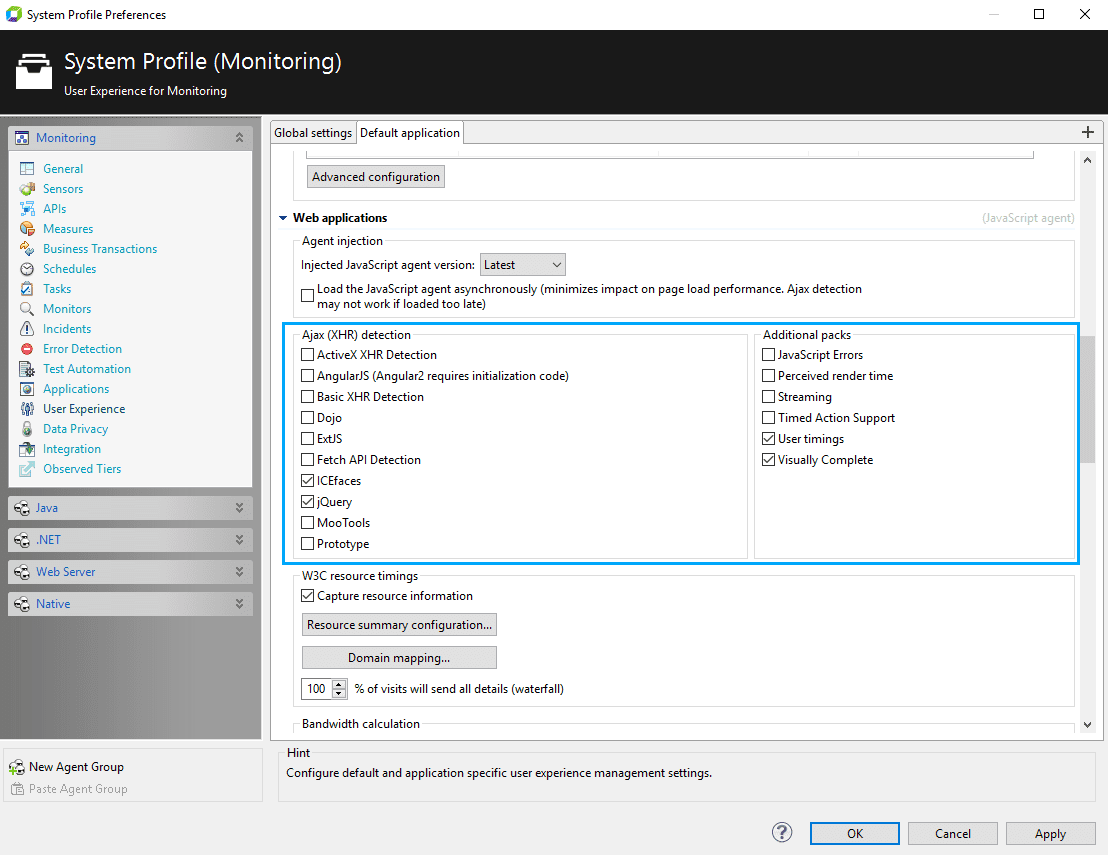 System Profile Preferences
System Profile (Monitoring)
User Experience for Monitoring
Monitoring
General
Sensors
APIs
Measures
Business Transactions
Schedules
Tasks
Monitors
Incidents
Error Detection
Test Automation
Applications
User Experience
Data Privacy
Integration
Observed Tiers
Java
.NET
Web Server
Native
New Agent Group
Paste Agent Group
Global settings
Default application
Advanced configuration
Web applications
(JavaScript agent)
Agent injection
Injected JavaScript agent version:
Latest
Load the JavaScript agent asynchronously (minimizes impact on page load performance. Ajax detection
may not work if loaded too late)
Ajax (XHR) detection
ActiveX XHR Detection
AngularJS (Angular2 requires initialization code)
Basic XHR Detection
Dojo
ExtJS
Fetch API Detection
ICEfaces
jQuery
MooTools
Prototype
Additional packs
JavaScript Errors
Perceived render time
Streaming
Timed Action Support
User timings
Visually Complete
W3C resource timings
Capture resource information
Resource summary configuration...
Domain mapping...
100 % of visits will send all details (waterfall)
Bandwidth calculation
Hint
Configure default and application specific user experience management settings.
?
OK
Cancel
Apply